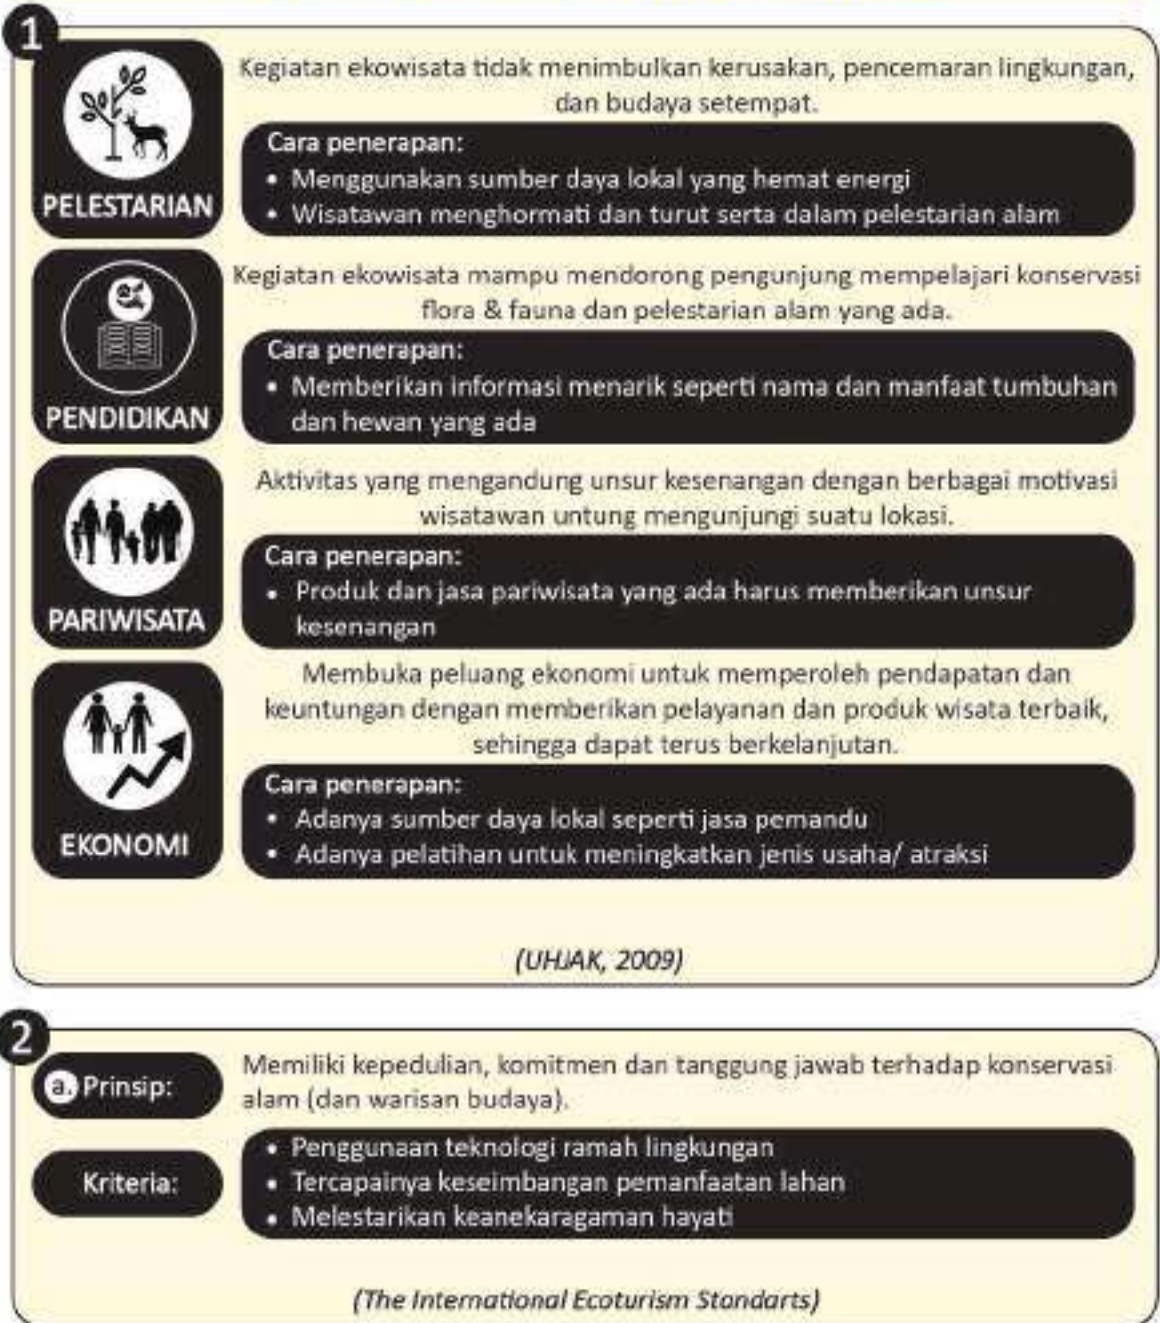 1
PELESTARIAN
Kegiatan ekowisata tidak menimbulkan kerusakan, pencemaran lingkungan,
dan budaya setempat.
Cara penerapan:
• Menggunakan sumber daya lokal yang hemat energi
• Wisatawan menghormati dan turut serta dalam pelestarian alam
PENDIDIKAN
Kegiatan ekowisata mampu mendorong pengunjung mempelajari konservasi
flora & fauna dan pelestarian alam yang ada.
Cara penerapan:
• Memberikan informasi menarik seperti nama dan manfaat tumbuhan
dan hewan yang ada
PARIWISATA
Aktivitas yang mengandung unsur kesenangan dengan berbagai motivasi
wisatawan untung mengunjungi suatu lokasi.
Cara penerapan:
• Produk dan jasa pariwisata yang ada harus memberikan unsur
kesenangan
EKONOMI
Membuka peluang ekonomi untuk memperoleh pendapatan dan
keuntungan dengan memberikan pelayanan dan produk wisata terbaik,
sehingga dapat terus berkelanjutan.
Cara penerapan:
• Adanya sumber daya lokal seperti jasa pemandu
• Adanya pelatihan untuk meningkatkan jenis usaha/ atraksi
(UHJAK, 2009)
2
a. Prinsip:
Memiliki kepedulian, komitmen dan tanggung jawab terhadap konservasi
alam (dan warisan budaya).
Kriteria:
• Penggunaan teknologi ramah lingkungan
• Tercapainya keseimbangan pemanfaatan lahan
• Melestarikan keanekaragaman hayati
(The International Ecoturism Standarts)